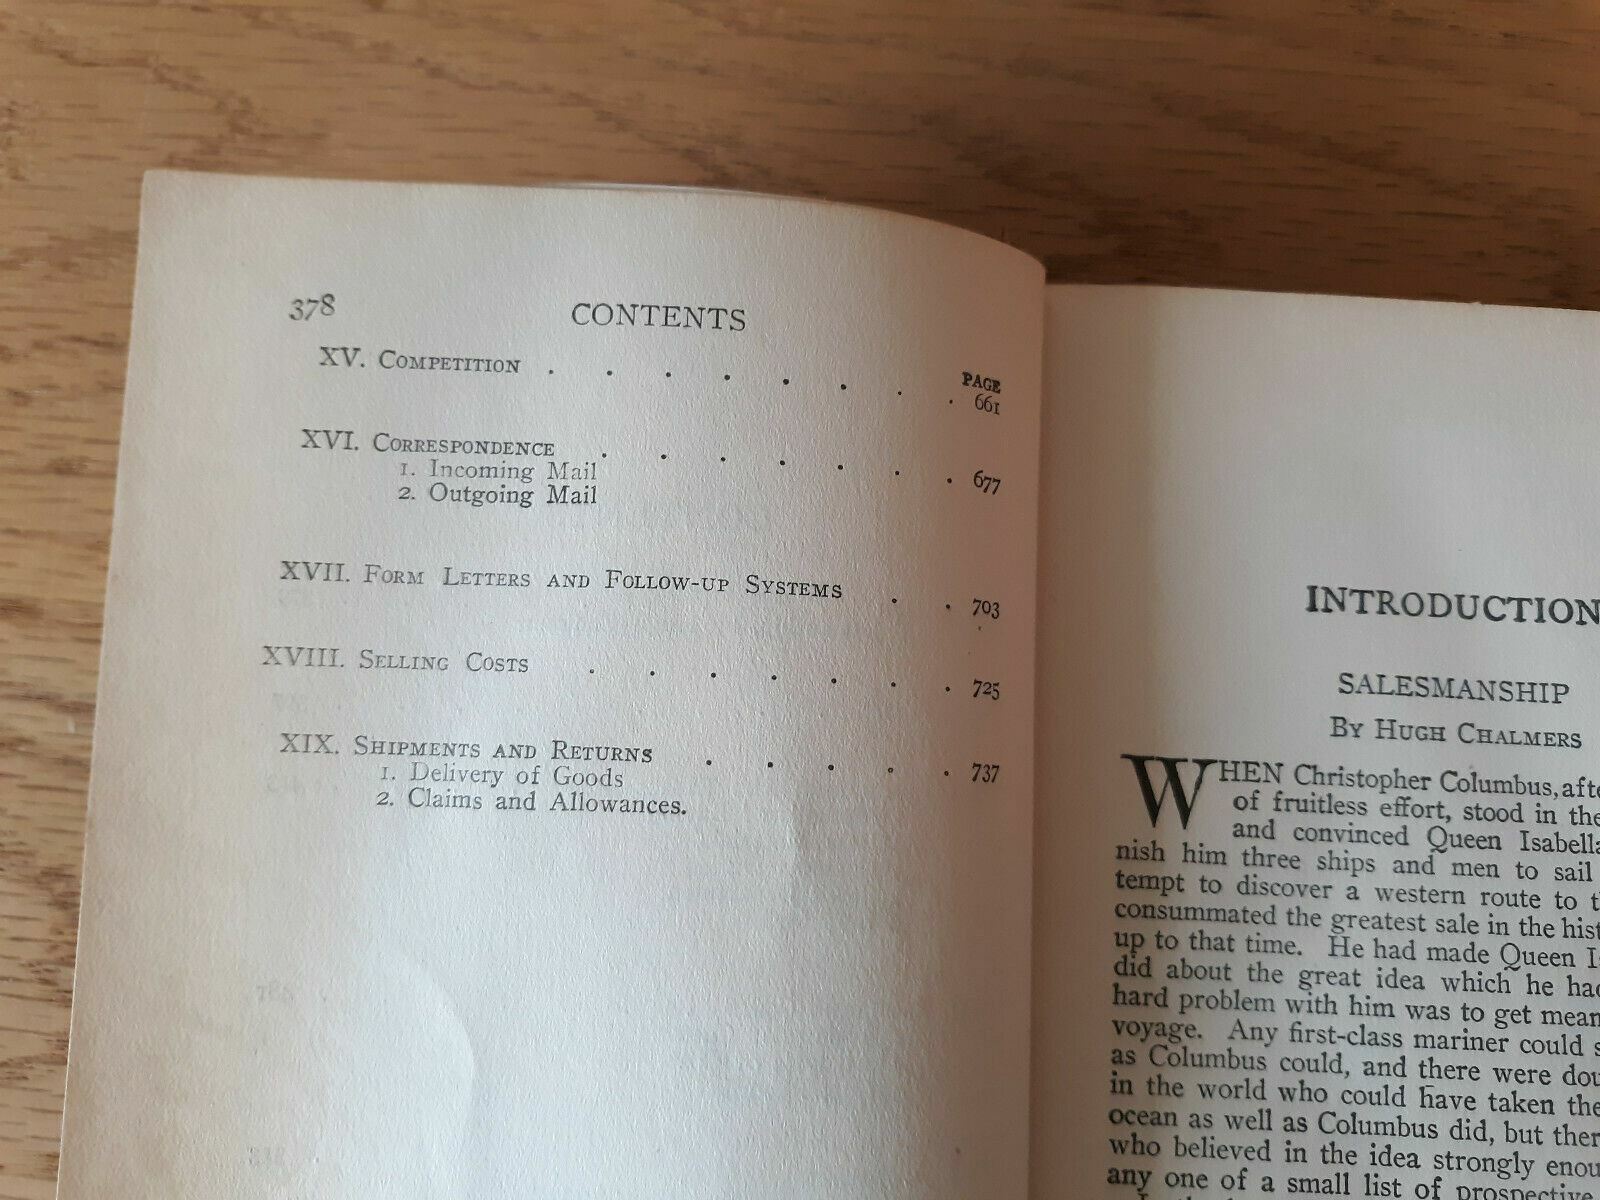 378 CONTENTS
PAGE
XV. COMPETITION . . . . . . . . 661
XVI. CORRESPONDENCE . . . . . . . 677
1. Incoming Mail
2. Outgoing Mail
XVII. FORM LETTERS AND FOLLOW-UP SYSTEMS . . 703
XVIII. SELLING COSTS . . . . . . . 725
XIX. SHIPMENTS AND RETURNS . . . . . 737
1. Delivery of Goods
2. Claims and Allowances.
INTRODUCTION
SALESMANSHIP
BY HUGH CHALMERS
WHEN Christopher Columbus, afte
of fruitless effort, stood in the
and convinced Queen Isabella
nish him three ships and men to sail
tempt to discover a western route to t
consummated the greatest sale in the hist
up to that time. He had made Queen I
did about the great idea which he had
hard problem with him was to get mean
voyage. Any first-class mariner could s
as Columbus could, and there were dou
in the world who could have taken the
ocean as well as Columbus did, but ther
who believed in the idea strongly enou
any one of a small list of prospective